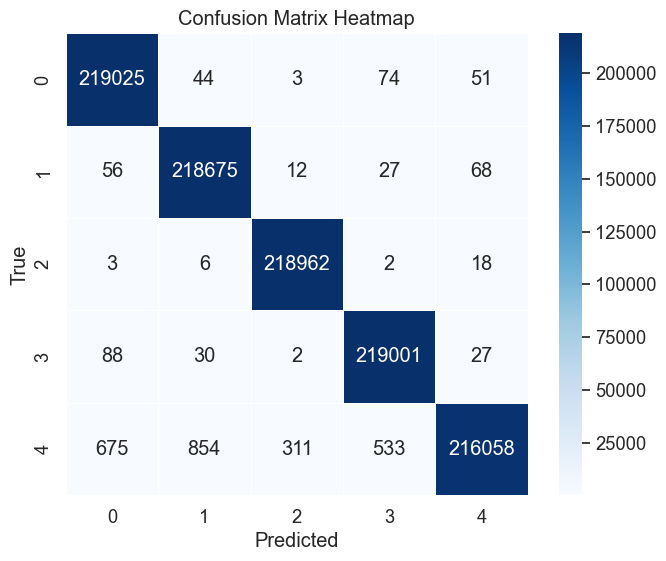 Confusion Matrix Heatmap
True
0 219025 44 3 74 51
1 56 218675 12 27 68
2 3 6 218962 2 18
3 88 30 2 219001 27
4 675 854 311 533 216058
0 1 2 3 4
Predicted
200000
175000
150000
125000
100000
75000
50000
25000